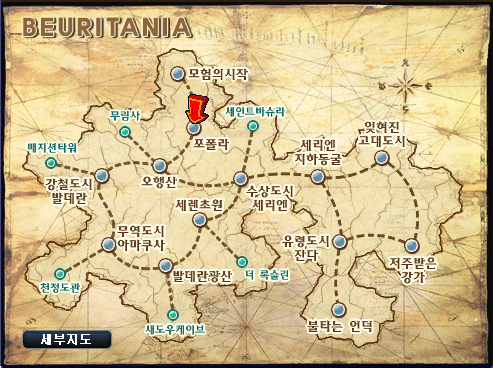 BEURITANIA
모험의시작
무림사
세인트바슈라
포폴라
매지션타워
세리엔
지하동굴
잊혀진
고대도시
강철도시
발데란
오행산
수상도시
세리엔
세렌초원
무역도시
아마쿠사
유령도시
잔다
저주받은
강가
천정도관
발데란광산
더 록슬린
섀도우케이브
불타는 언덕
세부지도